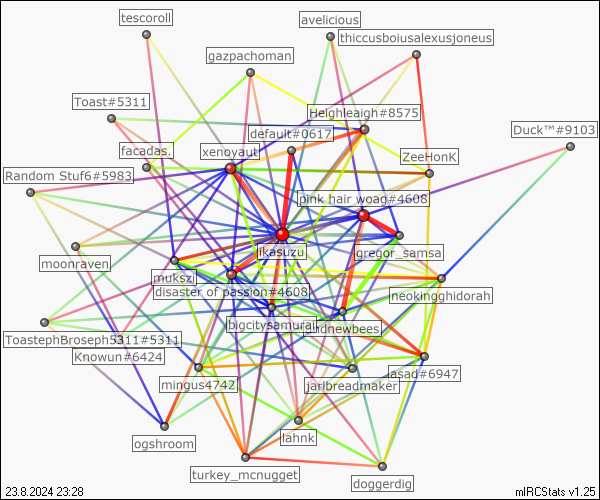 tescoroll
avelicious
thiccusboiusalexusjoneus
gazpachoman
Toast#5311
Heighleigh#8575
default#0617
Duck™#9103
facadas.
xenoyaut
ZeeHonK
Random Stuf6#5983
pink hair woag#4608
moonraven
ikasuzu
gregor_samsa
mukszi
disaster of passion#4608
neokingghidorah
bigcitysamurai
rdnewbees
ToastephBroseph5311#5311
Knowun#6424
mingus4742
jarlbreadmaker
asad#6947
ogshroom
lahnk
turkey_mcnugget
doggerdig
23.8.2024 23:28
mIRCStats v1.25